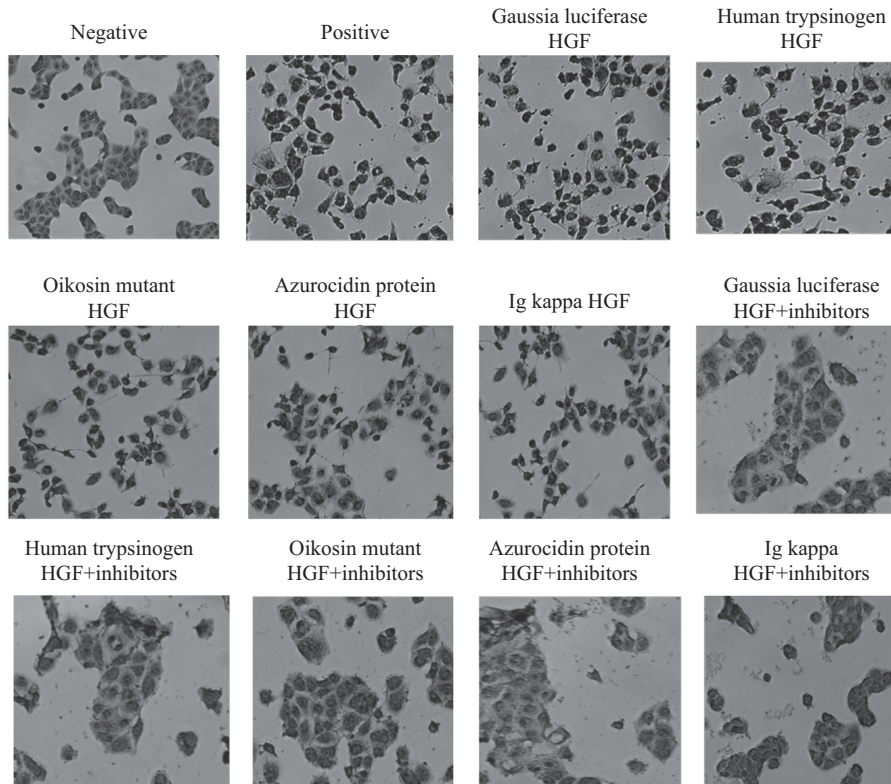 Negative
Positive
Gaussia luciferase
HGF
Human trypsinogen
HGF
Oikosin mutant
HGF
Azurocidin protein
HGF
Ig kappa HGF
Gaussia luciferase
HGF+inhibitors
Human trypsinogen
HGF+inhibitors
Oikosin mutant
HGF+inhibitors
Azurocidin protein
HGF+inhibitors
Ig kappa
HGF+inhibitors